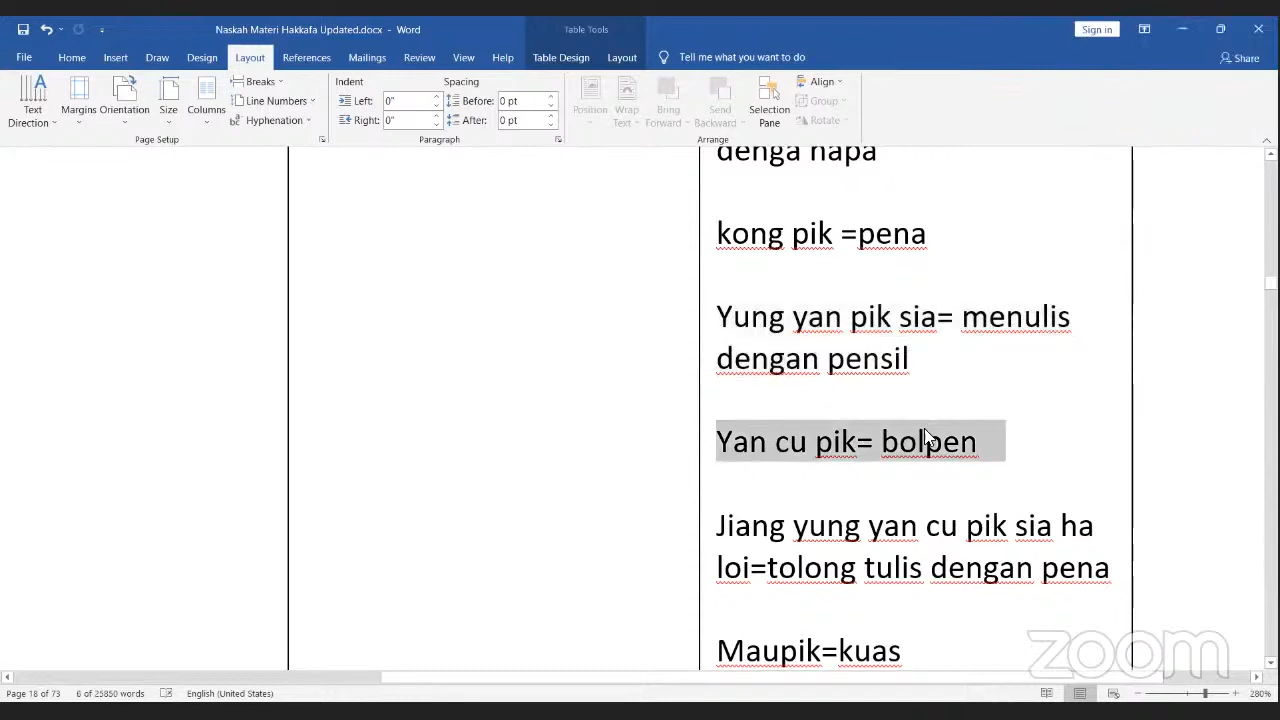 Naskah Materi Hakkafa Updated.docx - Word
Table Tools
Sign in
File Home Insert Draw Design Layout References Mailings Review View Help Table Design Layout Tell me what you want to do Share
Text Direction
Margins
Orientation
Size
Columns
Breaks
Line Numbers
Hyphenation
Page Setup
Indent
Left: 0"
Right: 0"
Spacing
Before: 0 pt
After: 0 pt
Paragraph
Position
Wrap Text
Bring Forward
Send Backward
Selection Pane
Align
Group
Rotate
Arrange
denga hapa
kong pik =pena
Yung yan pik sia= menulis
dengan pensil
Yan cu pik= bolpen
Jiang yung yan cu pik sia ha
loi=tolong tulis dengan pena
Maupik=kuas
zoom
Page 18 of 73 6 of 25850 words English (United States) 280%